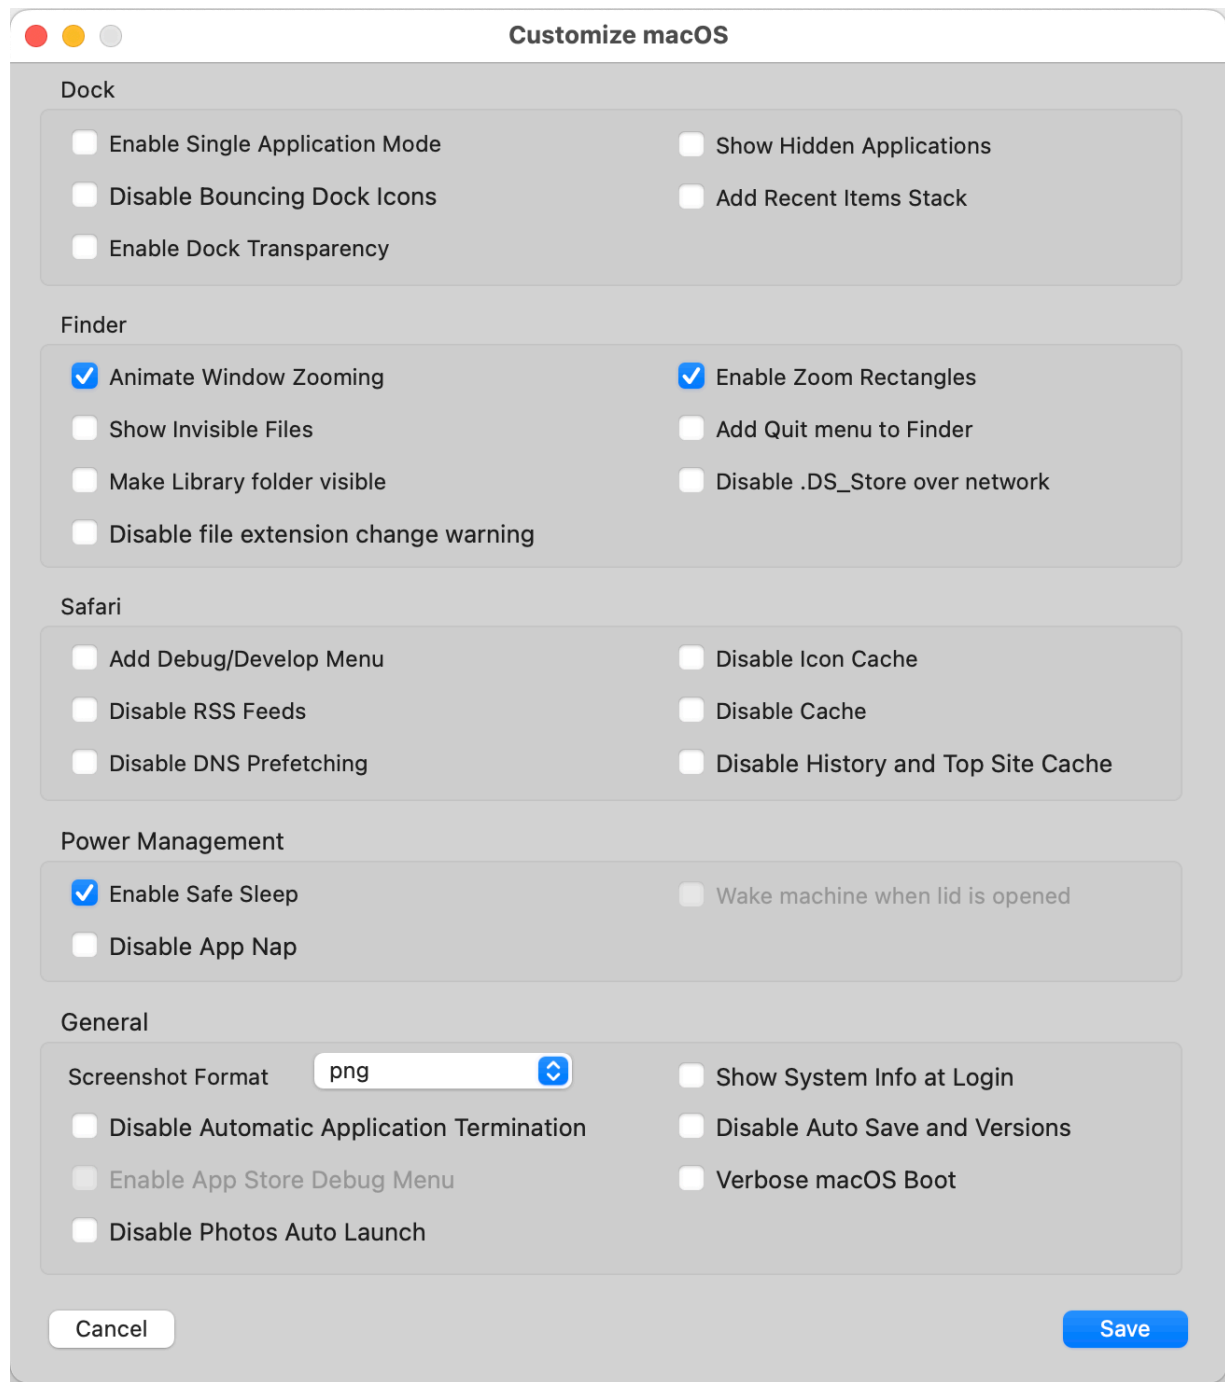 Customize macOS
Dock
Enable Single Application Mode
Show Hidden Applications
Disable Bouncing Dock Icons
Add Recent Items Stack
Enable Dock Transparency
Finder
Animate Window Zooming
Enable Zoom Rectangles
Show Invisible Files
Add Quit menu to Finder
Make Library folder visible
Disable .DS_Store over network
Disable file extension change warning
Safari
Add Debug/Develop Menu
Disable Icon Cache
Disable RSS Feeds
Disable Cache
Disable DNS Prefetching
Disable History and Top Site Cache
Power Management
Enable Safe Sleep
Wake machine when lid is opened
Disable App Nap
General
Screenshot Format
png
Show System Info at Login
Disable Automatic Application Termination
Disable Auto Save and Versions
Enable App Store Debug Menu
Verbose macOS Boot
Disable Photos Auto Launch
Cancel
Save